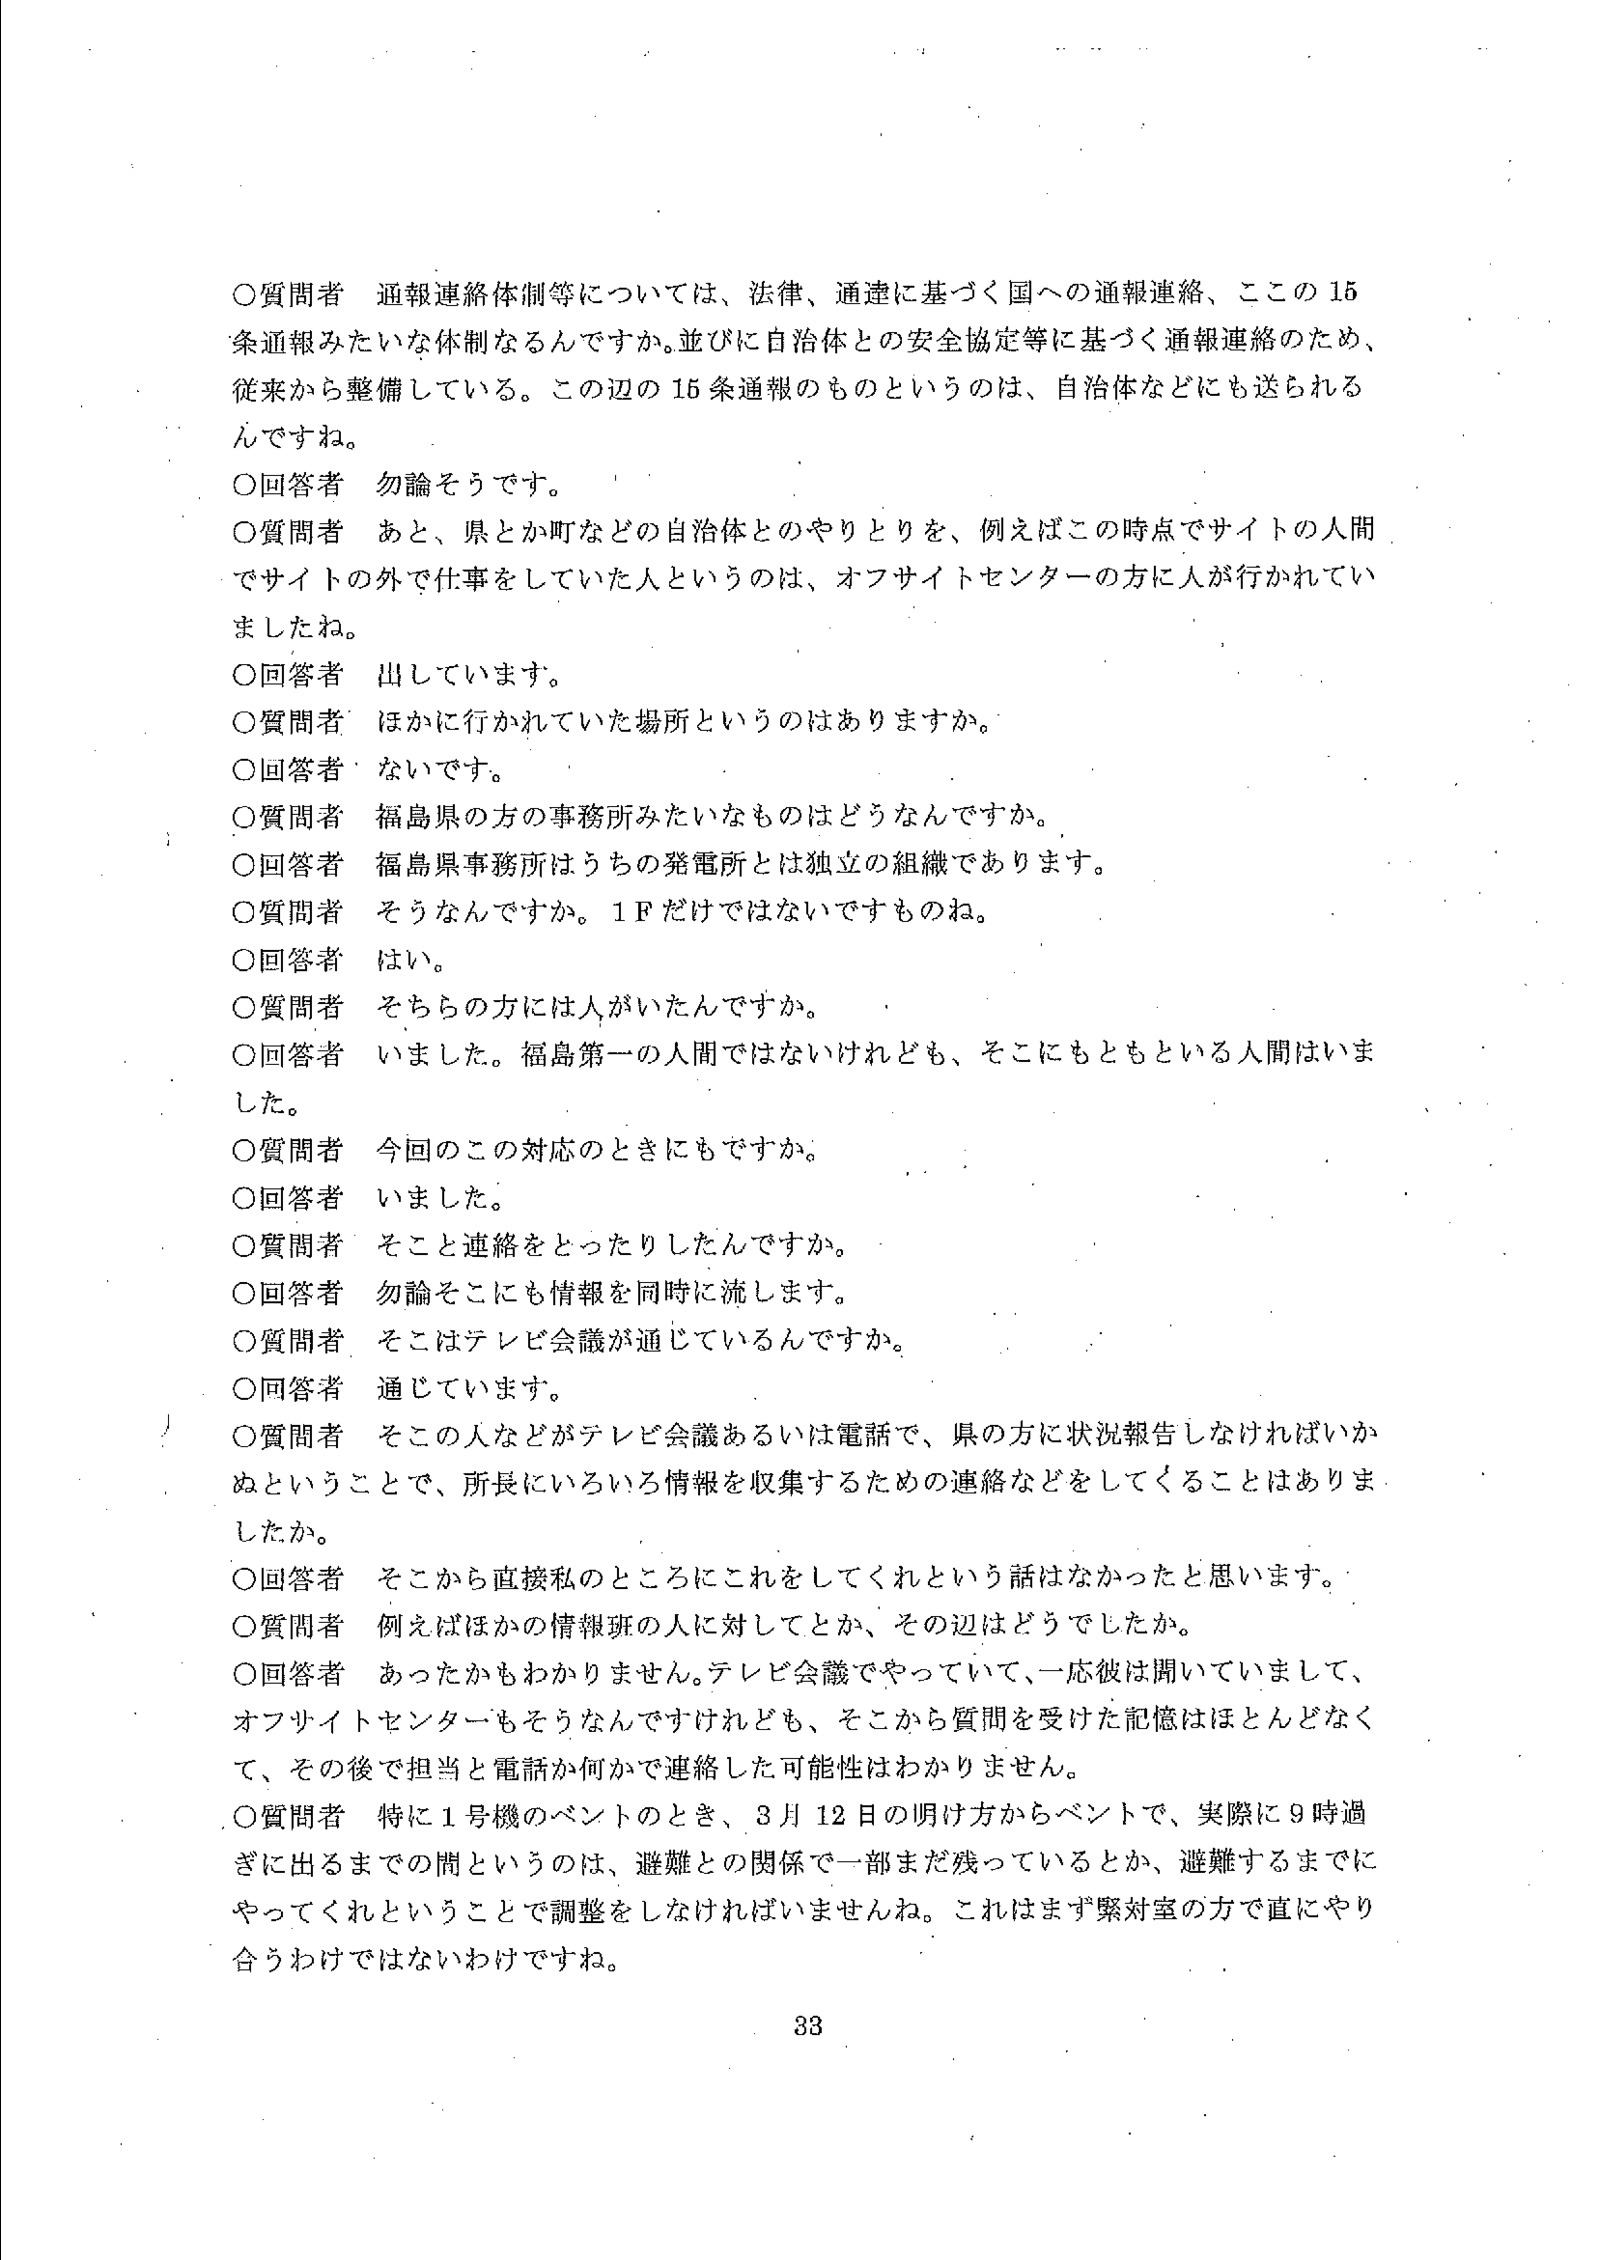 ○質問者　通報連絡体制等については、法律、通達に基づく国への通報連絡、ここの 15
条通報みたいな体制なるんですか。並びに自治体との安全協定等に基づく通報連絡のため、
従来から整備している。この辺の 15 条通報のものというのは、自治体などにも送られる
んですね。
○回答者　勿論そうです。
○質問者　あと、県とか町などの自治体とのやりとりを、例えばこの時点でサイトの人間
でサイトの外で仕事をしていた人というのは、オフサイトセンターの方に人が行かれてい
ましたね。
○回答者　出しています。
○質問者　ほかに行かれていた場所というのはありますか。
○回答者　ないです。
○質問者　福島県の方の事務所みたいなものはどうなんですか。
○回答者　福島県事務所はうちの発電所とは独立の組織であります。
○質問者　そうなんですか。１Ｆだけではないですものね。
○回答者　はい。
○質問者　そちらの方には人がいたんですか。
○回答者　いました。福島第一の人間ではないけれども、そこにもともといる人間はいま
した。
○質問者　今回のこの対応のときにもですか。
○回答者　いました。
○質問者　そこと連絡をとったりしたんですか。
○回答者　勿論そこにも情報を同時に流します。
○質問者　そこはテレビ会議が通じているんですか。
○回答者　通じています。
○質問者　そこの人などがテレビ会議あるいは電話で、県の方に状況報告しなければいか
ぬということで、所長にいろいろ情報を収集するための連絡などをしてくることはありま
したか。
○回答者　そこから直接私のところにこれをしてくれという話はなかったと思います。
○質問者　例えばほかの情報班の人に対してとか、その辺はどうでしたか。
○回答者　あったかもわかりません。テレビ会議でやっていて、一応彼は聞いていまして、
オフサイトセンターもそうなんですけれども、そこから質問を受けた記憶はほとんどなく
て、その後で担当と電話か何かで連絡した可能性はわかりません。
○質問者　特に１号機のベントのとき、３月 12 日の明け方からベントで、実際に９時過
ぎに出るまでの間というのは、避難との関係で一部まだ残っているとか、避難するまでに
やってくれということで調整をしなければいませんね。これはまず緊対室の方で直にやり
合うわけではないわけですね。
33